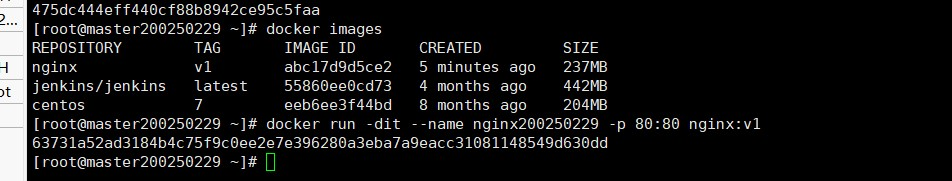 475dc444eff440cf88b8942ce95c5faa
[root@master200250229 ~]# docker images
REPOSITORY TAG IMAGE ID CREATED SIZE
nginx v1 abc17d9d5ce2 5 minutes ago 237MB
jenkins/jenkins latest 55860ee0cd73 4 months ago 442MB
centos 7 eeb6ee3f44bd 8 months ago 204MB
[root@master200250229 ~]# docker run -dit --name nginx200250229 -p 80:80 nginx:v1
63731a52ad3184b4c75f9c0ee2e7e396280a3eba7a9eacc31081148549d630dd
[root@master200250229 ~]#
2...
H
ot